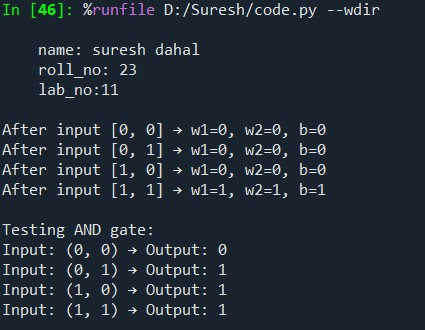 In [46]: %runfile D:/Suresh/code.py --wdir
name: suresh dahal
roll_no: 23
lab_no:11
After input [0, 0] → w1=0, w2=0, b=0
After input [0, 1] → w1=0, w2=0, b=0
After input [1, 0] → w1=0, w2=0, b=0
After input [1, 1] → w1=1, w2=1, b=1
Testing AND gate:
Input: (0, 0) → Output: 0
Input: (0, 1) → Output: 1
Input: (1, 0) → Output: 1
Input: (1, 1) → Output: 1